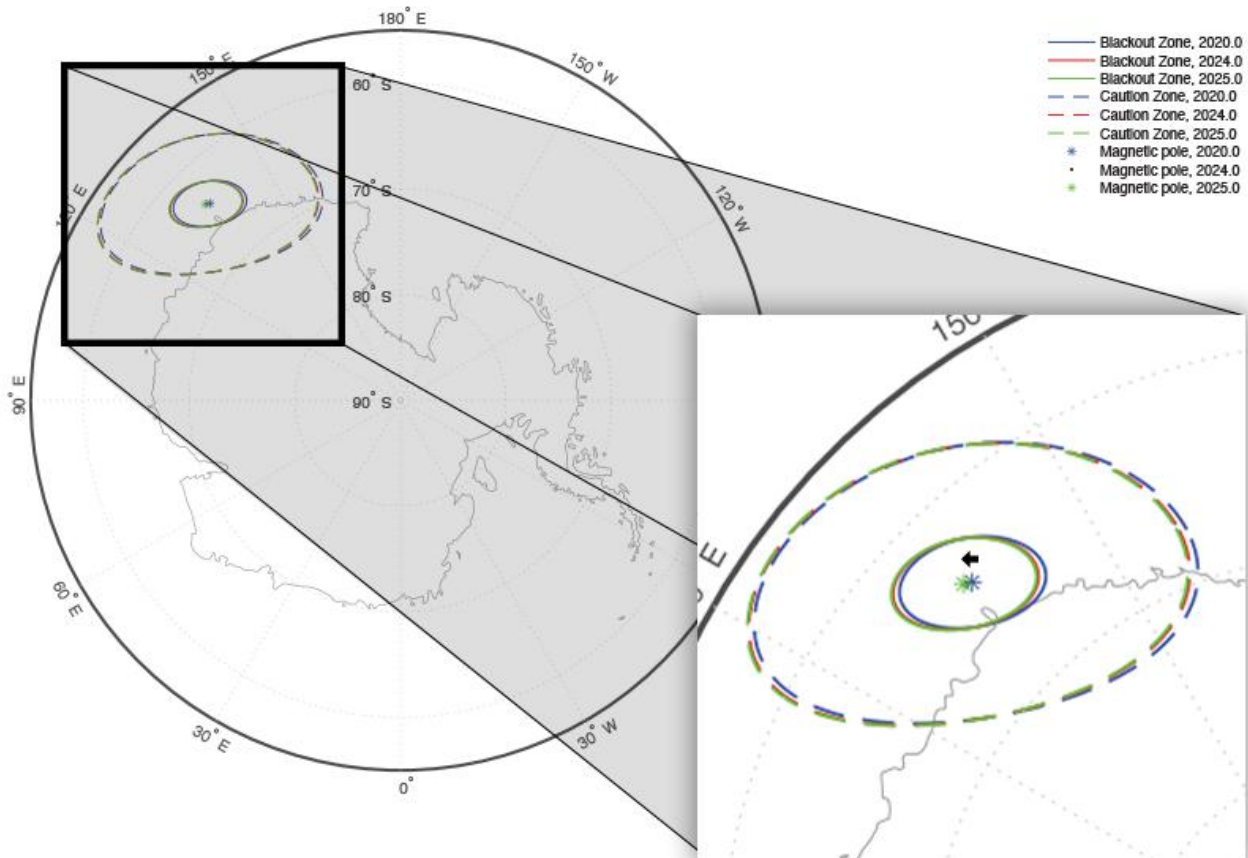 180° E
150° E
150° W
60° S
Blackout Zone, 2020.0
Blackout Zone, 2024.0
Blackout Zone, 2025.0
Caution Zone, 2020.0
Caution Zone, 2024.0
Caution Zone, 2025.0
Magnetic pole, 2020.0
Magnetic pole, 2024.0
Magnetic pole, 2025.0
70° S
120° W
E
80° S
90° E
90° S
150
E
60° E
30° E
30° W
0°